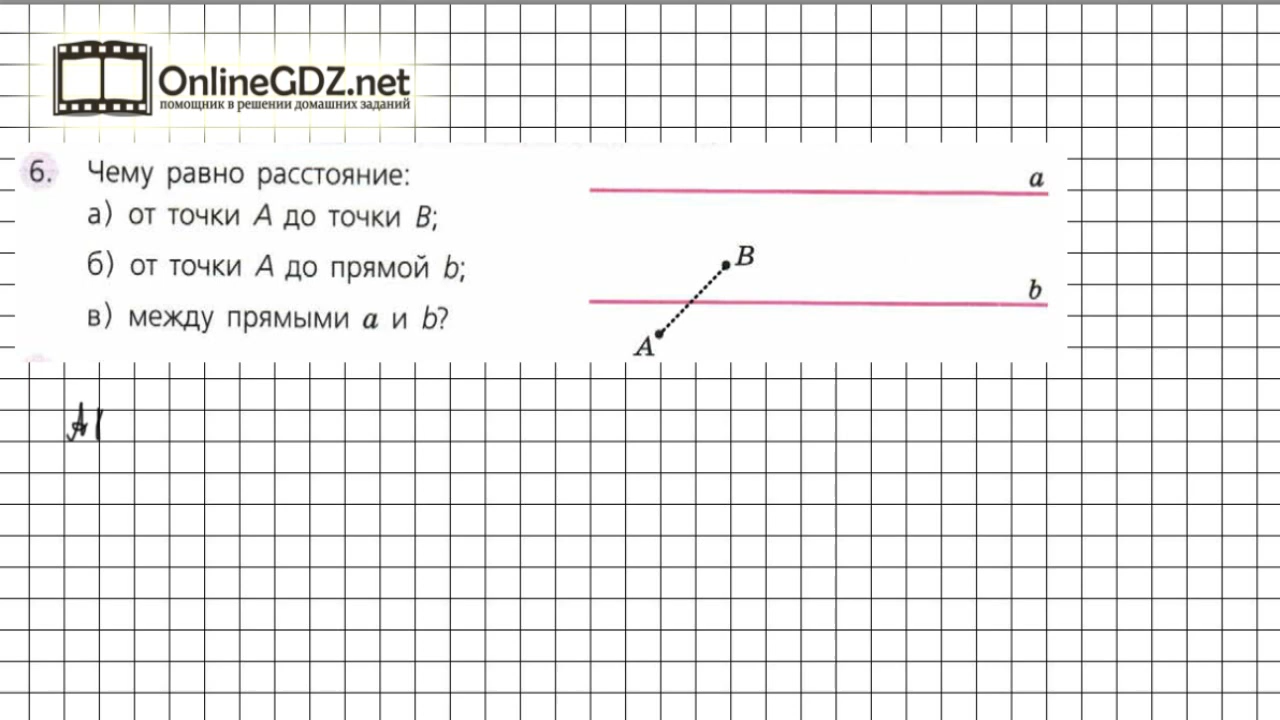 OnlineGDZ.net
помощник в решении домашних заданий
6. Чему равно расстояние:
а) от точки A до точки B;
б) от точки A до прямой b;
в) между прямыми a и b?
a
B
b
A
A